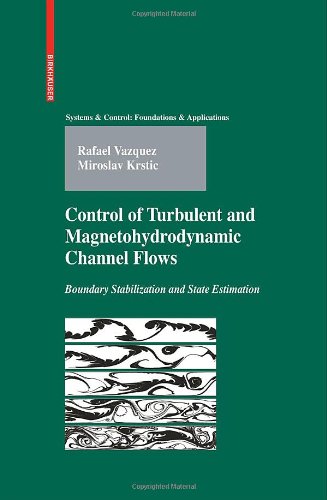 BIRKHÄUSER
Systems & Control: Foundations & Applications
Rafael Vazquez
Miroslav Krstic
Control of Turbulent and
Magnetohydrodynamic
Channel Flows
Boundary Stabilization and State Estimation